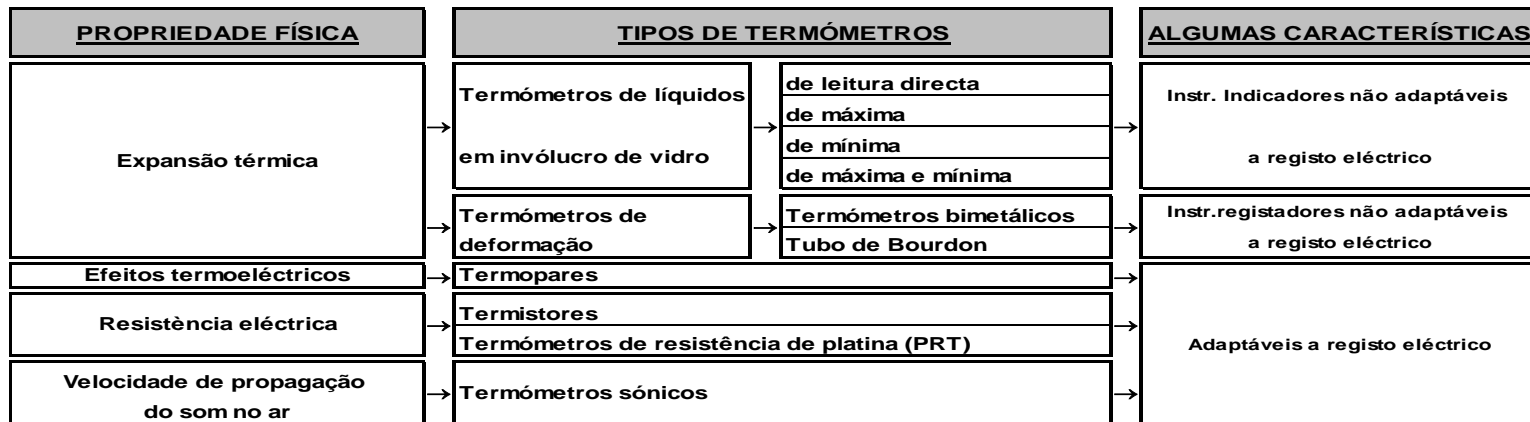 PROPRIEDADE FÍSICA
TIPOS DE TERMÓMETROS
ALGUMAS CARACTERÍSTICAS
Expansão térmica
→
Termómetros de líquidos
em invólucro de vidro
→
de leitura directa
de máxima
de mínima
de máxima e mínima
→
Instr. Indicadores não adaptáveis
a registo eléctrico
→
Termómetros de
deformação
→
Termómetros bimetálicos
Tubo de Bourdon
→
Instr.registadores não adaptáveis
a registo eléctrico
Efeitos termoeléctricos
→
Termopares
→
Resistència eléctrica
→
Termistores
Termómetros de resistência de platina (PRT)
→
Adaptáveis a registo eléctrico
Velocidade de propagação
do som no ar
→
Termómetros sónicos
→